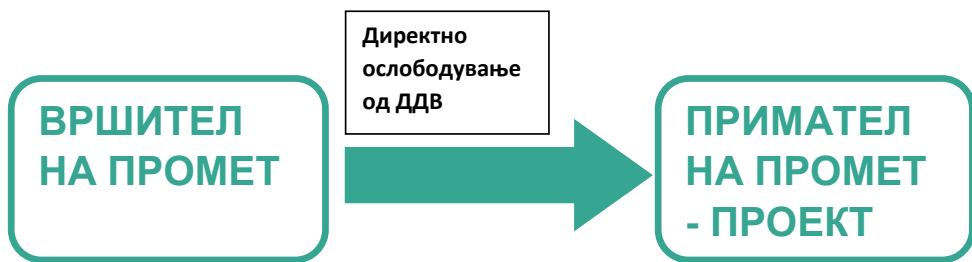 ВРШИТЕЛ
НА ПРОМЕТ
Директно
ослободување
од ДДВ
ПРИМАТЕЛ
НА ПРОМЕТ
- ПРОЕКТ